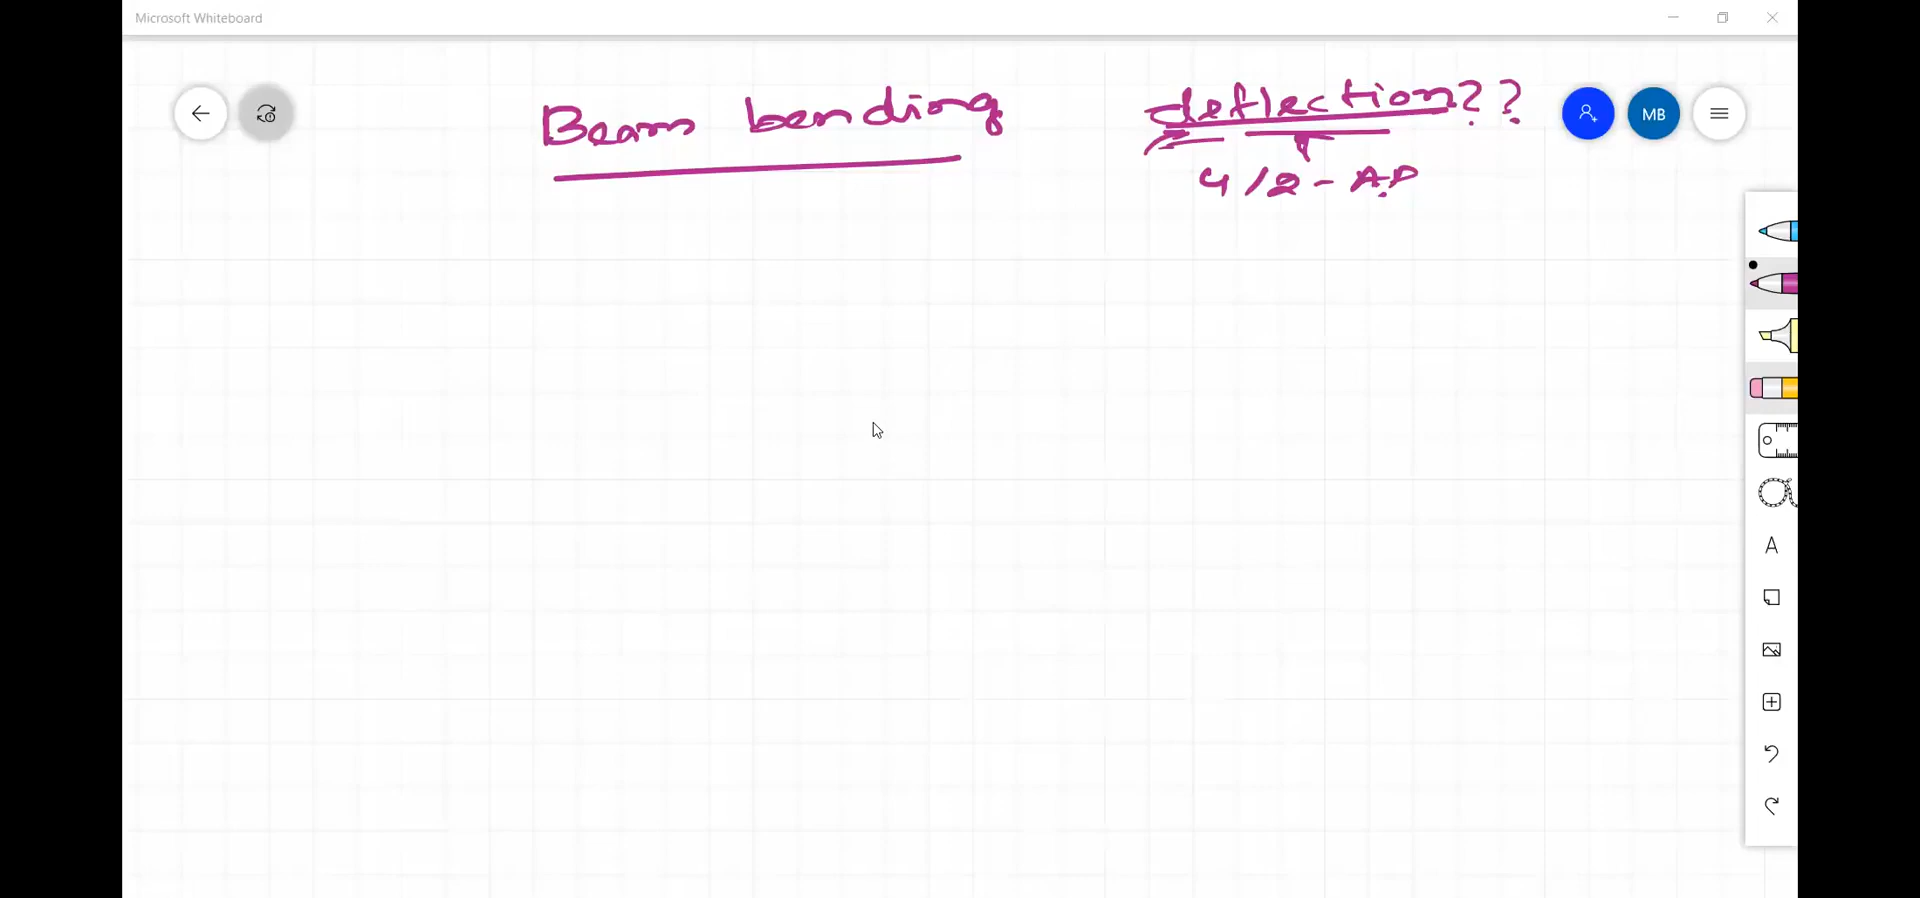 Microsoft Whiteboard
Beam bending
deflection??
4/2 - A.P
MB
A